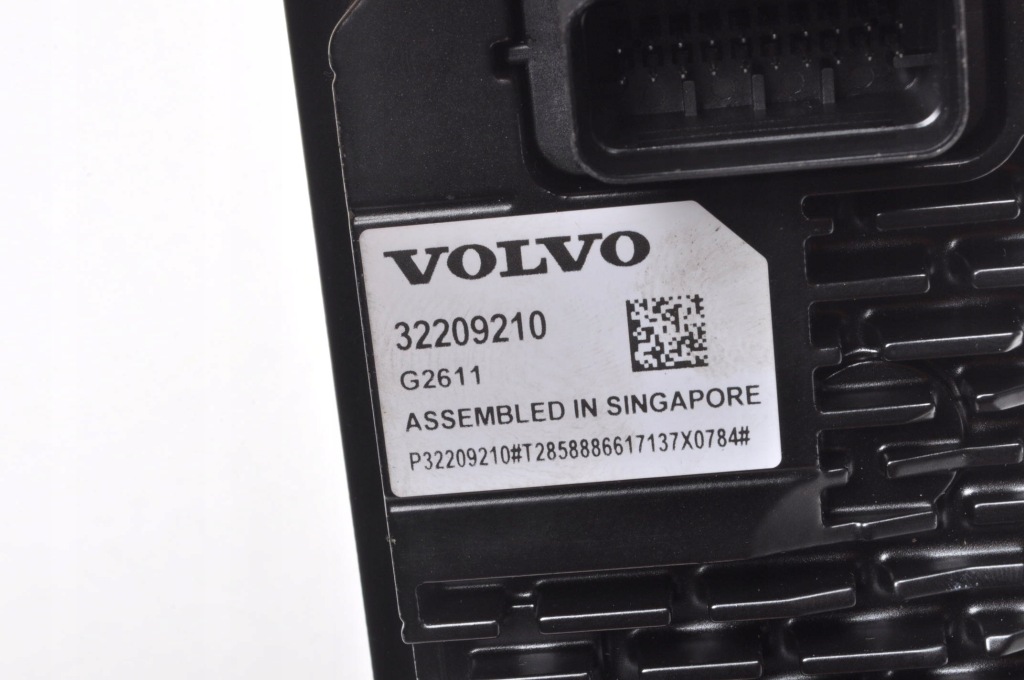 VOLVO
32209210
G2611
ASSEMBLED IN SINGAPORE
P32209210#T2858886617137X0784#